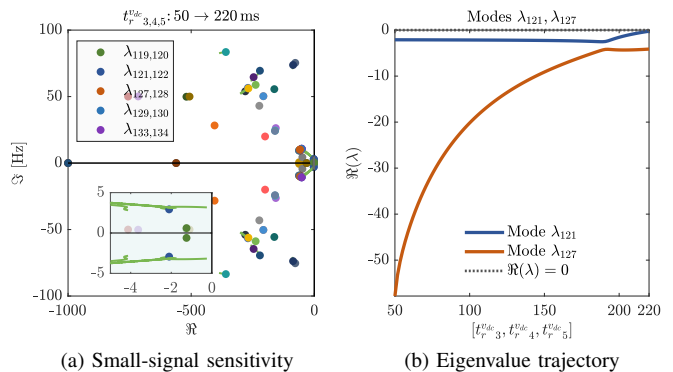 t_r^{v_dc}_{3,4,5}: 50 → 220 ms
100
50
0
−50
−100
ℑ [Hz]
λ119,120
λ121,122
λ127,128
λ129,130
λ133,134
5
0
−5
−4
−2
0
−1000
−500
0
ℜ
(a) Small-signal sensitivity
Modes λ121, λ127
0
−10
−20
−30
−40
−50
ℜ(λ)
Mode λ121
Mode λ127
ℜ(λ) = 0
50
100
150
200
220
[t_r^{v_dc}_3, t_r^{v_dc}_4, t_r^{v_dc}_5]
(b) Eigenvalue trajectory